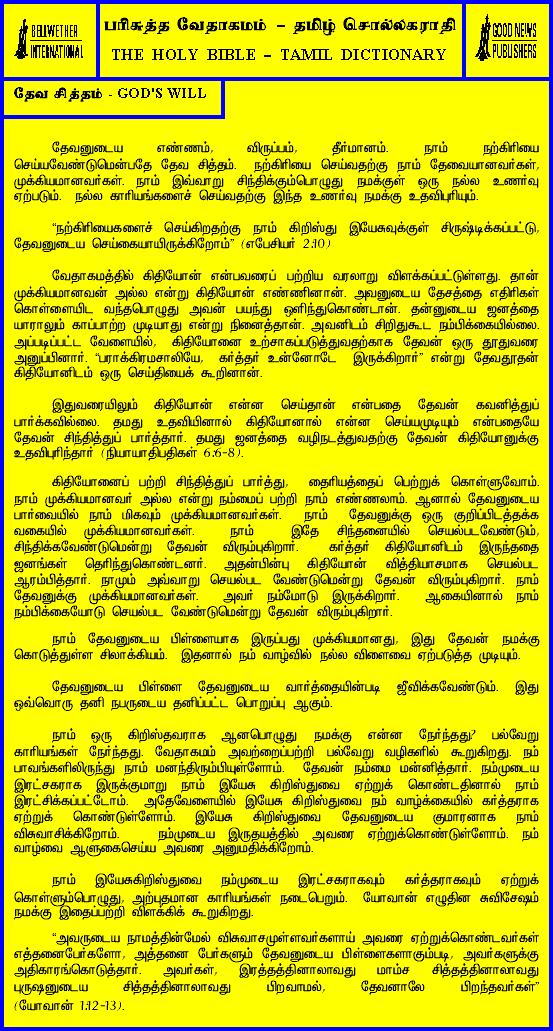 BELLWETHER
INTERNATIONAL
பரிசுத்த வேதாகமம் – தமிழ் சொல்லகராதி
THE HOLY BIBLE – TAMIL DICTIONARY
GOOD NEWS
PUBLISHERS
தேவ சித்தம் - GOD'S WILL
தேவனுடைய எண்ணம், விருப்பம், தீர்மானம். நாம் நற்கிரியை
செய்யவேண்டுமென்பதே தேவ சித்தம். நற்கிரியை செய்வதற்கு நாம் தேவையானவர்கள்,
முக்கியமானவர்கள். நாம் இவ்வாறு சிந்திக்கும்பொழுது நமக்குள் ஒரு நல்ல உணர்வு
ஏற்படும். நல்ல காரியங்களைச் செய்வதற்கு இந்த உணர்வு நமக்கு உதவிபுரியும்.
“நற்கிரியைகளைச் செய்கிறதற்கு நாம் கிறிஸ்து இயேசுவுக்குள் சிருஷ்டிக்கப்பட்டு,
தேவனுடைய செய்கையாயிருக்கிறோம்” (எபேசியர் 2:10)
வேதாகமத்தில் கிதியோன் என்பவரைப் பற்றிய வரலாறு விளக்கப்பட்டுள்ளது. தான்
முக்கியமானவன் அல்ல என்று கிதியோன் எண்ணினான். அவனுடைய தேசத்தை எதிரிகள்
கொள்ளையிட வந்தபொழுது அவன் பயந்து ஒளிந்துகொண்டான். தன்னுடைய ஜனத்தை
யாராலும் காப்பாற்ற முடியாது என்று நினைத்தான். அவனிடம் சிறிதுகூட நம்பிக்கையில்லை.
அப்படிப்பட்ட வேளையில், கிதியோனை உற்சாகப்படுத்துவதற்காக தேவன் ஒரு தூதுவரை
அனுப்பினார். “பராக்கிரமசாலியே, கர்த்தர் உன்னோடே இருக்கிறார்” என்று தேவதூதன்
கிதியோனிடம் ஒரு செய்தியைக் கூறினான்.
இதுவரையிலும் கிதியோன் என்ன செய்தான் என்பதை தேவன் கவனித்துப்
பார்க்கவில்லை. தமது உதவியினால் கிதியோனால் என்ன செய்யமுடியும் என்பதையே
தேவன் சிந்தித்துப் பார்த்தார். தமது ஜனத்தை வழிநடத்துவதற்கு தேவன் கிதியோனுக்கு
உதவிபுரிந்தார் (நியாயாதிபதிகள் 6:6-8).
கிதியோனைப் பற்றி சிந்தித்துப் பார்த்து, தைரியத்தைப் பெற்றுக் கொள்ளுவோம்.
நாம் முக்கியமானவர் அல்ல என்று நம்மைப் பற்றி நாம் எண்ணலாம். ஆனால் தேவனுடைய
பார்வையில் நாம் மிகவும் முக்கியமானவர்கள். நாம் தேவனுக்கு ஒரு குறிப்பிடத்தக்க
வகையில் முக்கியமானவர்கள். நாம் இதே சிந்தனையில் செயல்படவேண்டும்,
சிந்திக்கவேண்டுமென்று தேவன் விரும்புகிறார். கர்த்தர் கிதியோனிடம் இருந்ததை
ஜனங்கள் தெரிந்துகொண்டனர். அதன்பின்பு கிதியோன் வித்தியாசமாக செயல்பட
ஆரம்பித்தார். நாமும் அவ்வாறு செயல்பட வேண்டுமென்று தேவன் விரும்புகிறார். நாம்
தேவனுக்கு முக்கியமானவர்கள். அவர் நம்மோடு இருக்கிறார். ஆகையினால் நாம்
நம்பிக்கையோடு செயல்பட வேண்டுமென்று தேவன் விரும்புகிறார்.
நாம் தேவனுடைய பிள்ளையாக இருப்பது முக்கியமானது, இது தேவன் நமக்கு
கொடுத்துள்ள சிலாக்கியம். இதனால் நம் வாழ்வில் நல்ல விளைவை ஏற்படுத்த முடியும்.
தேவனுடைய பிள்ளை தேவனுடைய வார்த்தையின்படி ஜீவிக்கவேண்டும். இது
ஒவ்வொரு தனி நபருடைய தனிப்பட்ட பொறுப்பு ஆகும்.
நாம் ஒரு கிறிஸ்தவராக ஆனபொழுது நமக்கு என்ன நேர்ந்தது? பல்வேறு
காரியங்கள் நேர்ந்தது. வேதாகமம் அவற்றைப்பற்றி பல்வேறு வழிகளில் கூறுகிறது. நம்
பாவங்களிலிருந்து நாம் மனந்திரும்பியுள்ளோம். தேவன் நம்மை மன்னித்தார். நம்முடைய
இரட்சகராக இருக்குமாறு நாம் இயேசு கிறிஸ்துவை ஏற்றுக் கொண்டதினால் நாம்
இரட்சிக்கப்பட்டோம். அதேவேளையில் இயேசு கிறிஸ்துவை நம் வாழ்க்கையில் கர்த்தராக
ஏற்றுக் கொண்டுள்ளோம். இயேசு கிறிஸ்துவை தேவனுடைய குமாரனாக நாம்
விசுவாசிக்கிறோம். நம்முடைய இருதயத்தில் அவரை ஏற்றுக்கொண்டுள்ளோம். நம்
வாழ்வை ஆளுகைசெய்ய அவரை அனுமதிக்கிறோம்.
நாம் இயேசுகிறிஸ்துவை நம்முடைய இரட்சகராகவும் கர்த்தராகவும் ஏற்றுக்
கொள்ளும்பொழுது, அற்புதமான காரியங்கள் நடைபெறும். யோவான் எழுதின சுவிசேஷம்
நமக்கு இதைப்பற்றி விளக்கிக் கூறுகிறது.
“அவருடைய நாமத்தின்மேல் விசுவாசமுள்ளவர்களாய் அவரை ஏற்றுக்கொண்டவர்கள்
எத்தனைபேர்களோ, அத்தனை பேர்களும் தேவனுடைய பிள்ளைகளாகும்படி, அவர்களுக்கு
அதிகாரங்கொடுத்தார். அவர்கள், இரத்தத்தினாலாவது மாம்ச சித்தத்தினாலாவது
புருஷனுடைய சித்தத்தினாலாவது பிறவாமல், தேவனாலே பிறந்தவர்கள்”
(யோவான் 1:12-13).